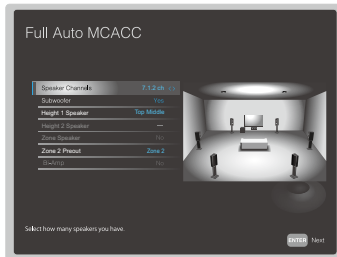 Full Auto MCACC
Speaker Channels 7.1.2 ch
Subwoofer Yes
Height 1 Speaker Top Middle
Height 2 Speaker ---
Zone Speaker No
Zone 2 Preout Zone 2
Bi-Amp No
Select how many speakers you have.
ENTER Next